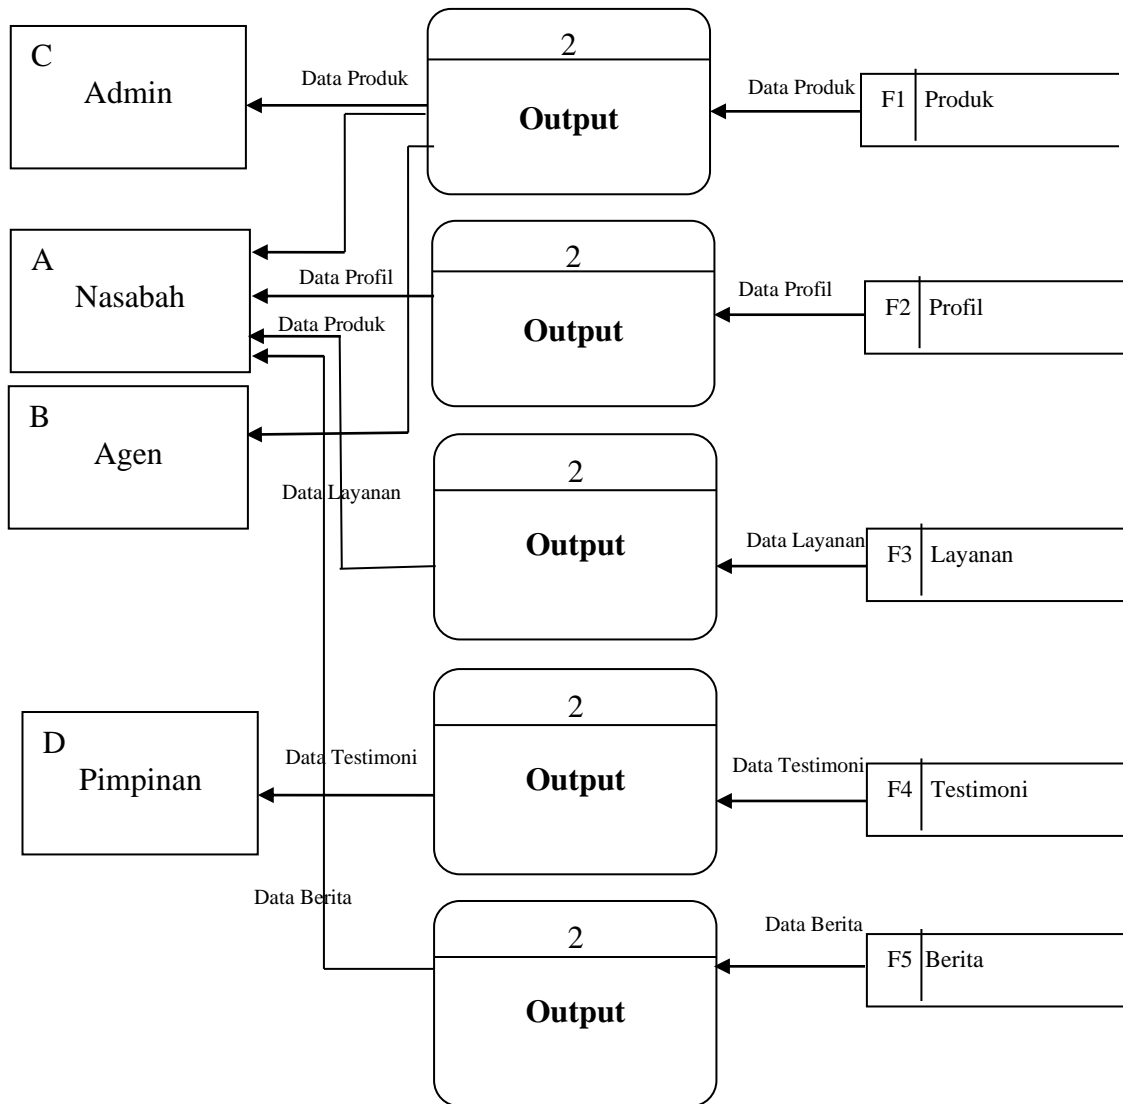 2
C
Admin
Data Produk
Output
Data Produk
F1 Produk
A
Nasabah
Data Profil
Data Produk
2
Output
Data Profil
F2 Profil
B
Agen
Data Layanan
2
Output
Data Layanan
F3 Layanan
D
Pimpinan
Data Testimoni
2
Output
Data Testimoni
F4 Testimoni
Data Berita
2
Output
Data Berita
F5 Berita